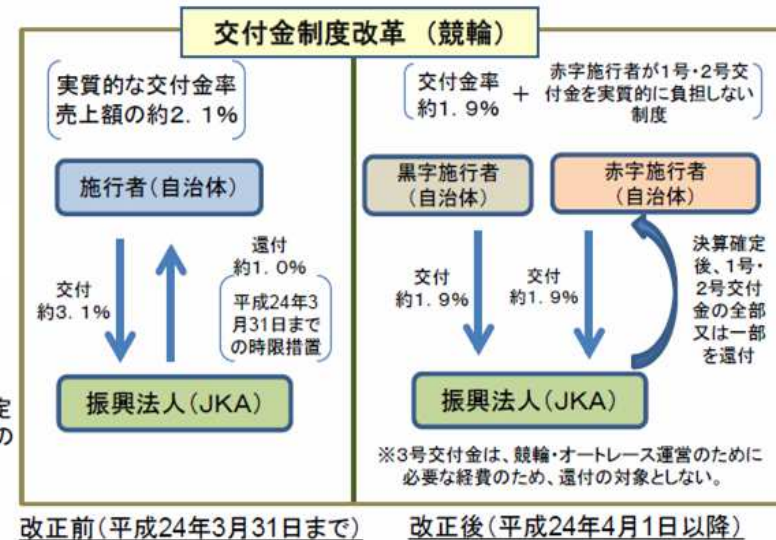 交付金制度改革 (競輪)
実質的な交付金率
売上額の約2.1%
施行者(自治体)
交付
約3.1%
還付
約1.0%
平成24年3
月31日まで
の時限措置
振興法人(JKA)
改正前(平成24年3月31日まで)
交付金率
約1.9%
+
赤字施行者が1号・2号交
付金を実質的に負担しない
制度
黒字施行者
(自治体)
赤字施行者
(自治体)
交付
約1.9%
交付
約1.9%
決算確定
後、1号・
2号交付
金の全部
又は一部
を還付
振興法人(JKA)
※3号交付金は、競輪・オートレース運営のために
必要な経費のため、還付の対象としない。
改正後(平成24年4月1日以降)
定
の